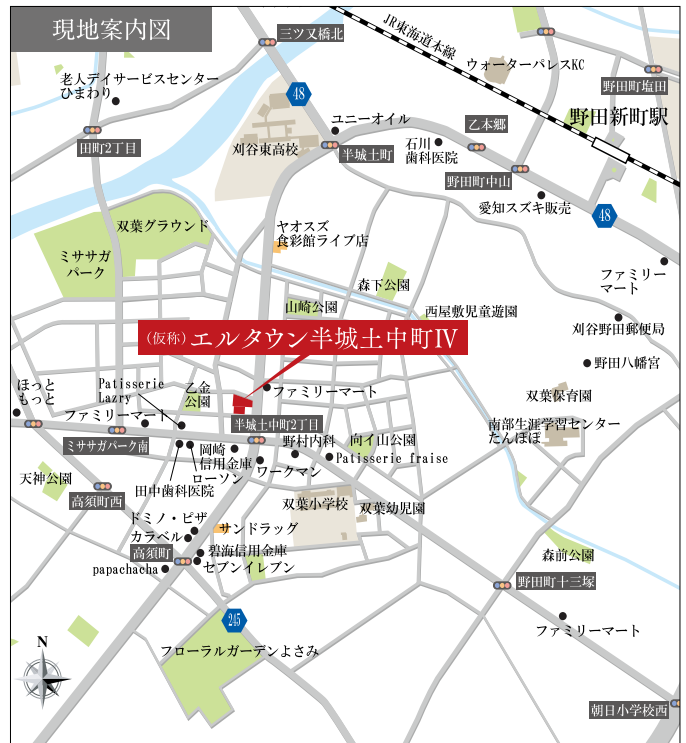 現地案内図
三ツ又橋北
JR東海道本線
ウォーターパレスKC
野田町塩田
老人デイサービスセンター
ひまわり
48
ユニーオイル
乙本郷
野田新町駅
田町2丁目
刈谷東高校
半城土町
石川
歯科医院
野田町中山
愛知スズキ販売
48
双葉グラウンド
ヤオスズ
食彩館ライブ店
ミササガ
パーク
森下公園
ファミリー
マート
山崎公園
西屋敷児童遊園
刈谷野田郵便局
(仮称)エルタウン半城土中町Ⅳ
野田八幡宮
ほっと
もっと
Patisserie
Lazry
乙金
公園
ファミリーマート
双葉保育園
ファミリーマート
半城土中町2丁目
南部生涯学習センター
たんぽぽ
ミササガパーク南
岡崎
信用金庫
野村内科
向イ山公園
Patisserie fraise
ワークマン
ローソン
天神公園
田中歯科医院
高須町西
双葉小学校
双葉幼児園
ドミノ・ピザ
カラベル
サンドラッグ
高須町
碧海信用金庫
セブンイレブン
papachacha
森前公園
野田町十三塚
245
ファミリーマート
フローラルガーデンよさみ
N
朝日小学校西